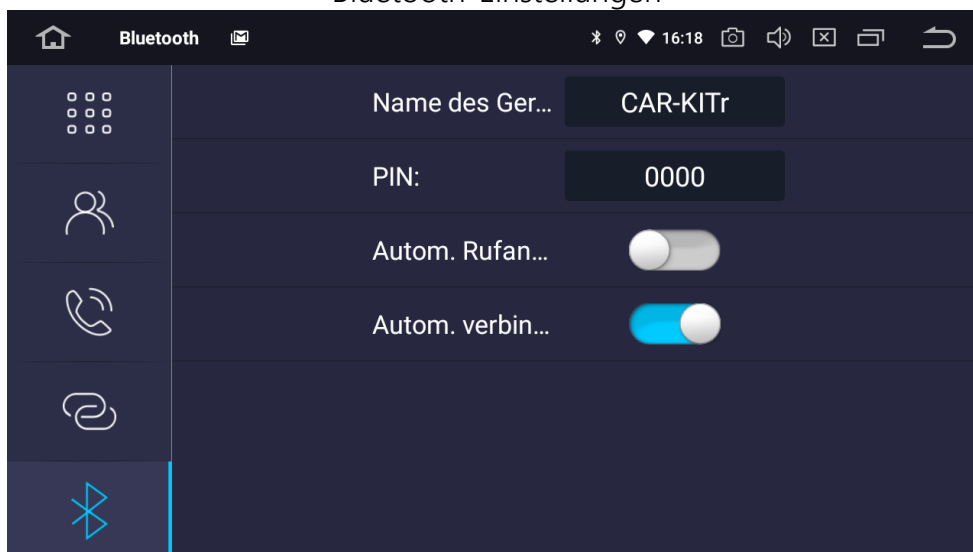 Bluetooth-Einstellungen
Bluetooth 16:18
Name des Ger... CAR-KITr
PIN: 0000
Autom. Rufan...
Autom. verbin...